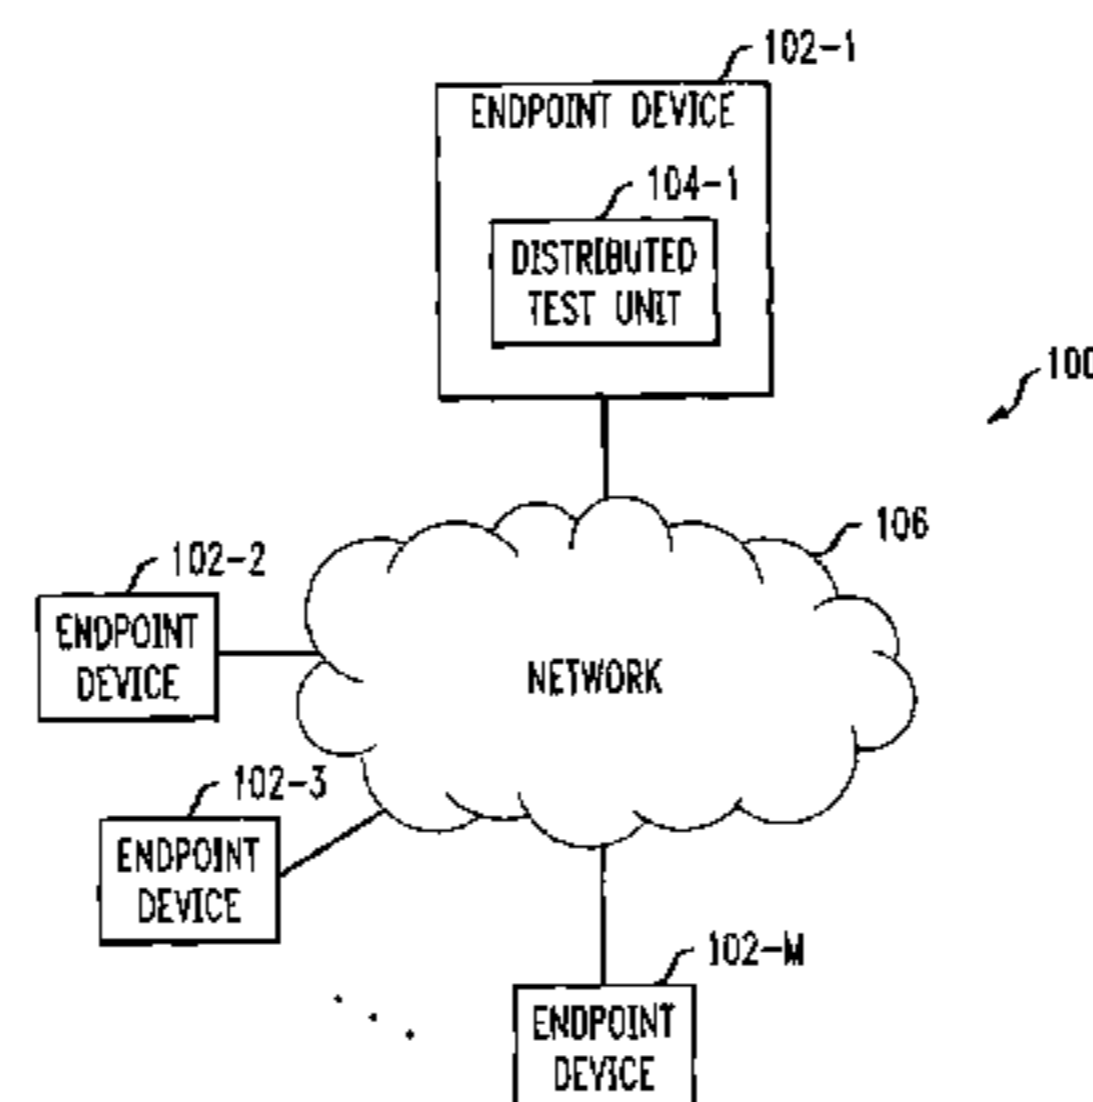 102-1
ENDPOINT DEVICE
104-1
DISTRIBUTED
TEST UNIT
100
106
102-2
ENDPOINT
DEVICE
NETWORK
102-3
ENDPOINT
DEVICE
102-M
ENDPOINT
DEVICE